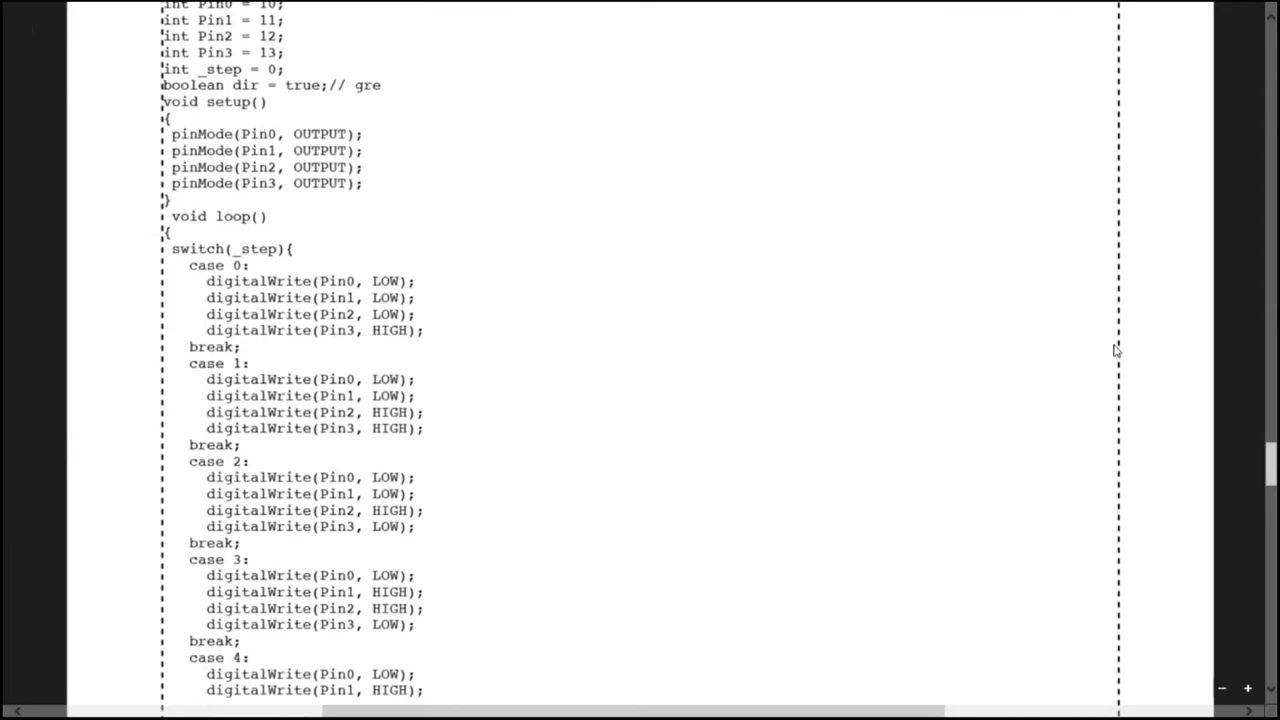 int Pin0 = 10;
int Pin1 = 11;
int Pin2 = 12;
int Pin3 = 13;
int _step = 0;
boolean dir = true;// gre
void setup()
{
pinMode(Pin0, OUTPUT);
pinMode(Pin1, OUTPUT);
pinMode(Pin2, OUTPUT);
pinMode(Pin3, OUTPUT);
}
void loop()
{
switch(_step){
case 0:
digitalWrite(Pin0, LOW);
digitalWrite(Pin1, LOW);
digitalWrite(Pin2, LOW);
digitalWrite(Pin3, HIGH);
break;
case 1:
digitalWrite(Pin0, LOW);
digitalWrite(Pin1, LOW);
digitalWrite(Pin2, HIGH);
digitalWrite(Pin3, HIGH);
break;
case 2:
digitalWrite(Pin0, LOW);
digitalWrite(Pin1, LOW);
digitalWrite(Pin2, HIGH);
digitalWrite(Pin3, LOW);
break;
case 3:
digitalWrite(Pin0, LOW);
digitalWrite(Pin1, HIGH);
digitalWrite(Pin2, HIGH);
digitalWrite(Pin3, LOW);
break;
case 4:
digitalWrite(Pin0, LOW);
digitalWrite(Pin1, HIGH);